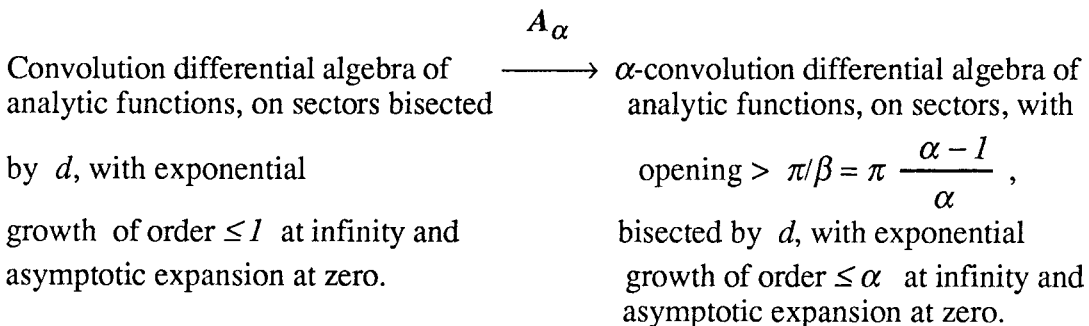 A_α
Convolution differential algebra of ⟶ α-convolution differential algebra of
analytic functions, on sectors bisected analytic functions, on sectors, with
by d, with exponential opening > π/β = π (α – 1)/α ,
growth of order ≤ 1 at infinity and bisected by d, with exponential
asymptotic expansion at zero. growth of order ≤ α at infinity and
asymptotic expansion at zero.